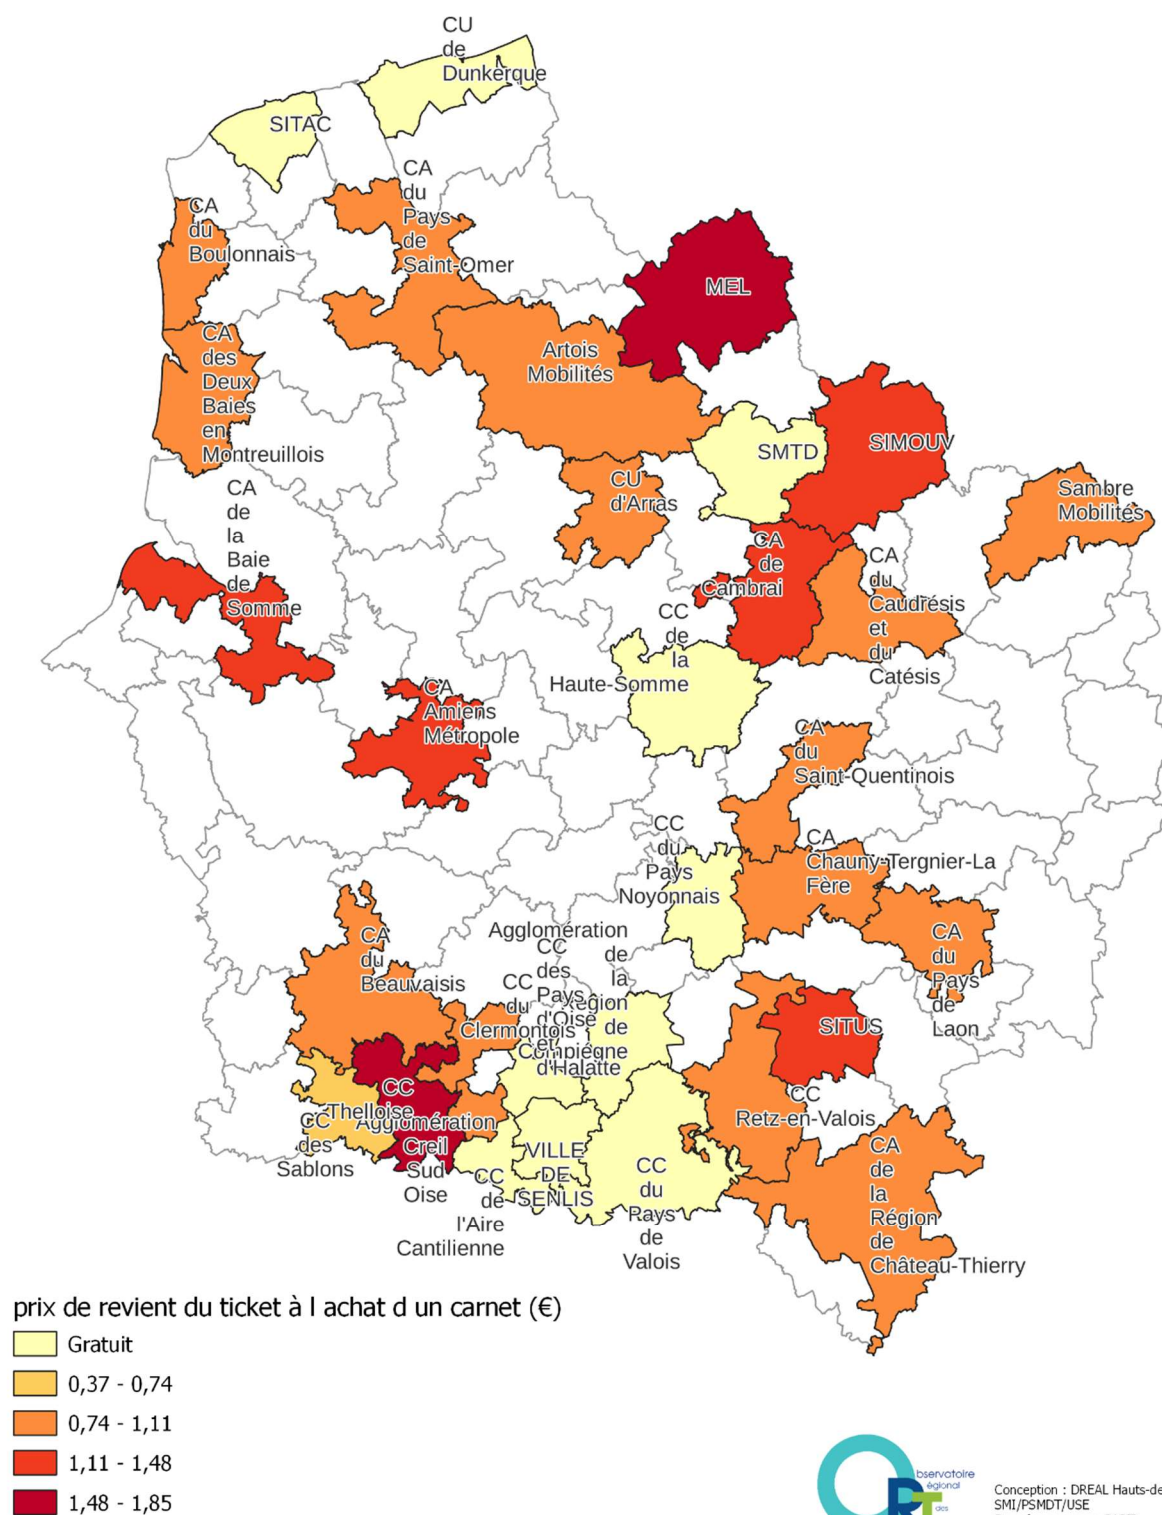 CU
de
Dunkerque
SITAC
CA
du
Pays
de
Saint-Omer
CA
du
Boulonnais
MEL
CA
des
Deux
Baies
en
Montreuillois
Artois
Mobilités
SMTD
SIMOUV
CU
d'Arras
Sambre
Mobilités
CA
de
la
Baie
de
Somme
CA
de
Cambrai
CA
du
Caudrésis
et
du
Catésis
CC
de la
la
Haute-Somme
CA
Amiens
Métropole
CA
du
Saint-Quentinois
CC
du
Pays
Noyonnais
CA
Chauny-Tergnier-La
Fère
CA
du
Beauvaisis
Agglomération
de
la
Région
de
Compiègne
CC
des
Pays
d'Oise
et
d'Halatte
CC
du
Clermontois
CA
du
Pays
de
Laon
SITUS
CC
Thelloise
CC
Retz-en-Valois
CC
des
Sablons
Agglomération
Creil
Sud
Oise
VILLE
DE
SENLIS
CC
de
l'Aire
Cantilienne
CC
du
Pays
de
Valois
CA
de
la
Région
de
Château-Thierry
prix de revient du ticket à l achat d un carnet (€)
Gratuit
0,37 - 0,74
0,74 - 1,11
1,11 - 1,48
1,48 - 1,85
bservatoire
égional
des
ORT
Conception : DREAL Hauts-de
SMI/PSMDT/USE